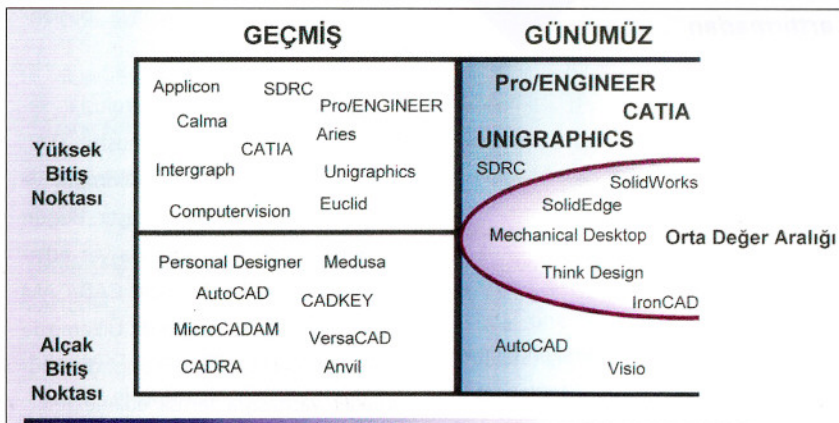 GEÇMİŞ GÜNÜMÜZ
Yüksek
Bitiş
Noktası
Applicon SDRC
Pro/ENGINEER
Calma Aries
CATIA
Intergraph Unigraphics
Computervision Euclid
Pro/ENGINEER
CATIA
UNIGRAPHICS
SDRC
SolidWorks
SolidEdge
Mechanical Desktop Orta Değer Aralığı
Think Design
IronCAD
Alçak
Bitiş
Noktası
Personal Designer Medusa
AutoCAD CADKEY
MicroCADAM VersaCAD
CADRA Anvil
AutoCAD
Visio